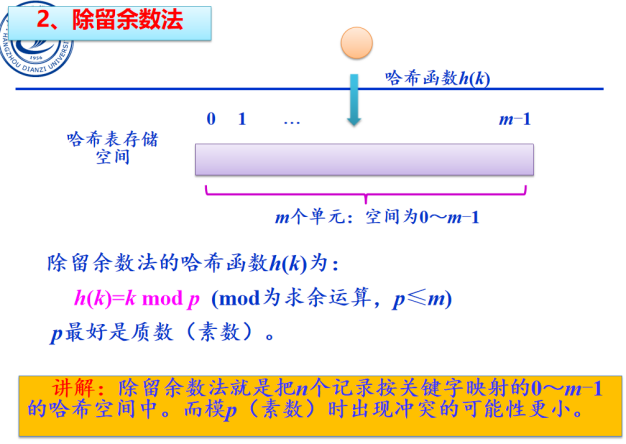 2、除留余数法
HANGZHOU DIANZI UNIVERSITY
1956
哈希函数h(k)
0 1 … m−1
哈希表存储
空间
m个单元：空间为0～m−1
除留余数法的哈希函数h(k)为：
h(k)=k mod p (mod为求余运算，p≤m)
p最好是质数（素数）。
讲解：除留余数法就是把n个记录按关键字映射的0～m−1
的哈希空间中。而模p（素数）时出现冲突的可能性更小。